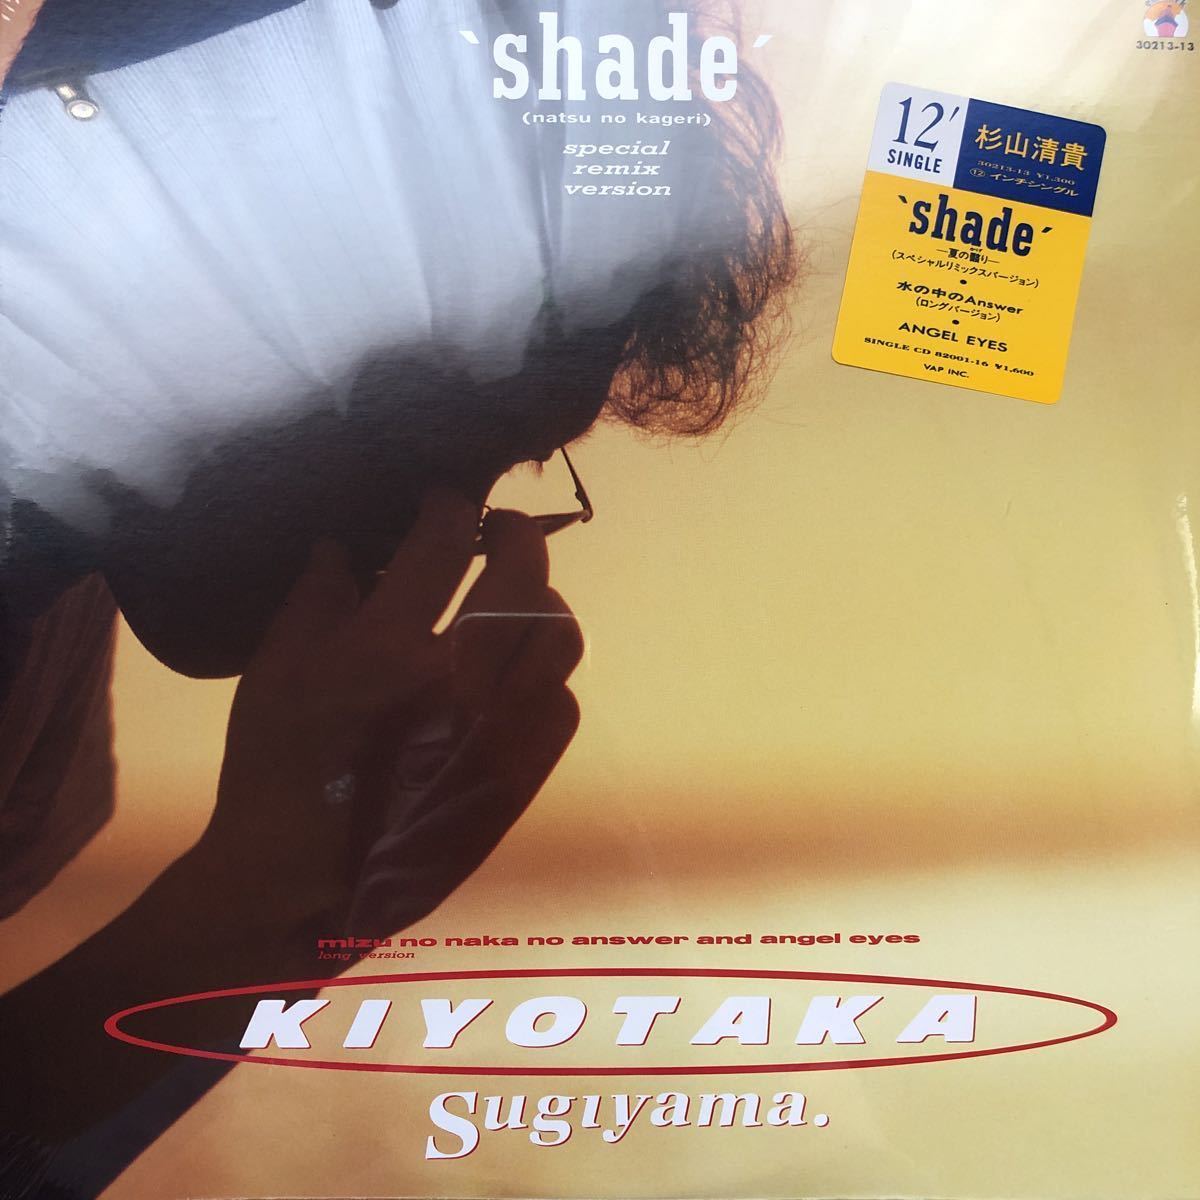 `shade´
(natsu no kageri)
special
remix
version
30213-13
12′
SINGLE
杉山清貴
30213-13 ¥1,300
⑫ インチシングル
`shade´
—夏の翳り—
(スペシャルリミックスバージョン)
•
水の中のAnswer
(ロングバージョン)
•
ANGEL EYES
SINGLE CD 82001-16 ¥1,600
VAP INC.
mizu no naka no answer and angel eyes
long version
KIYOTAKA
Sugiyama.